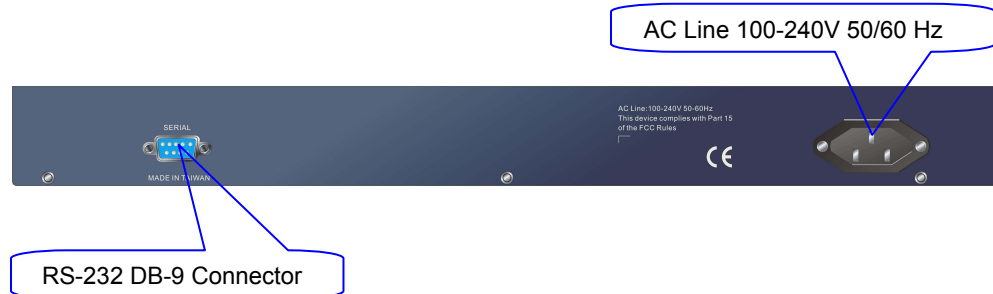 AC Line 100-240V 50/60 Hz
AC Line:100-240V 50-60Hz
This device complies with Part 15
of the FCC Rules
SERIAL
CE
MADE IN TAIWAN
RS-232 DB-9 Connector